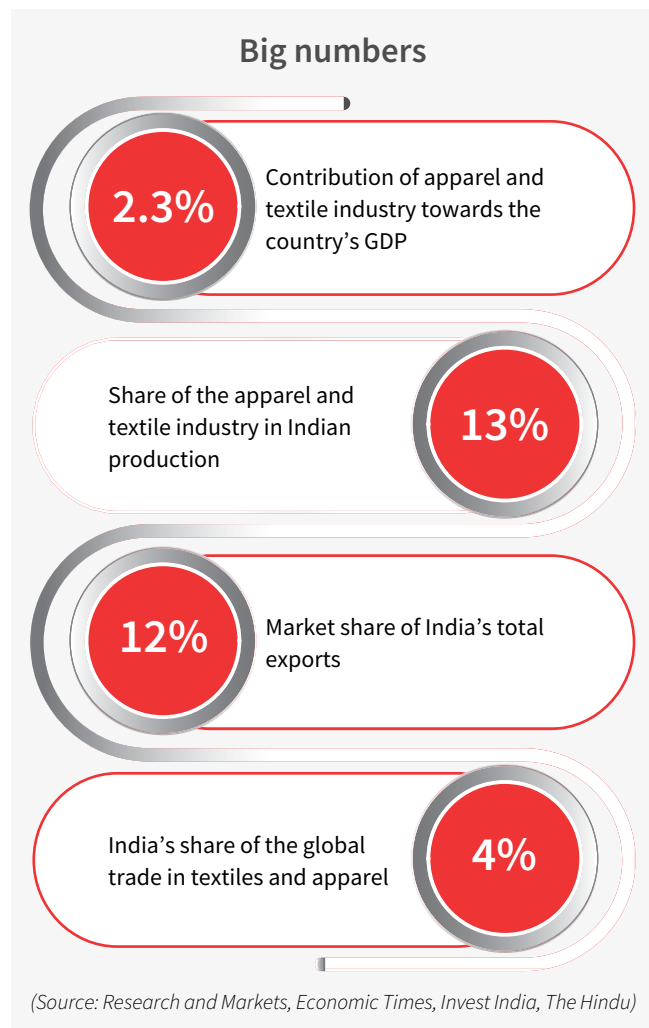 Big numbers
2.3%
Contribution of apparel and
textile industry towards the
country’s GDP
Share of the apparel and
textile industry in Indian
production
13%
12%
Market share of India’s total
exports
India’s share of the global
trade in textiles and apparel
4%
(Source: Research and Markets, Economic Times, Invest India, The Hindu)